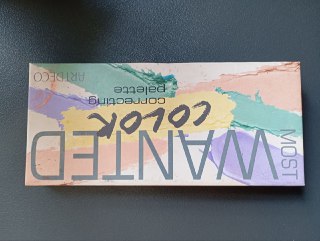 MOST
WANTED
COLOR
correcting
palette
ARTDECO